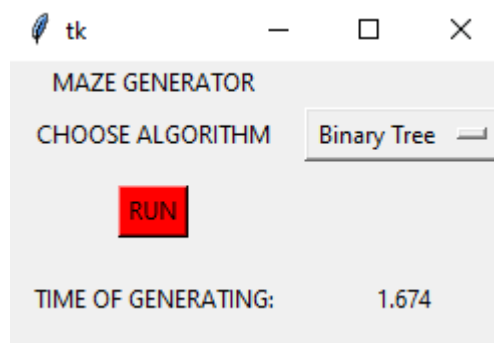 tk
MAZE GENERATOR
CHOOSE ALGORITHM Binary Tree
RUN
TIME OF GENERATING: 1.674